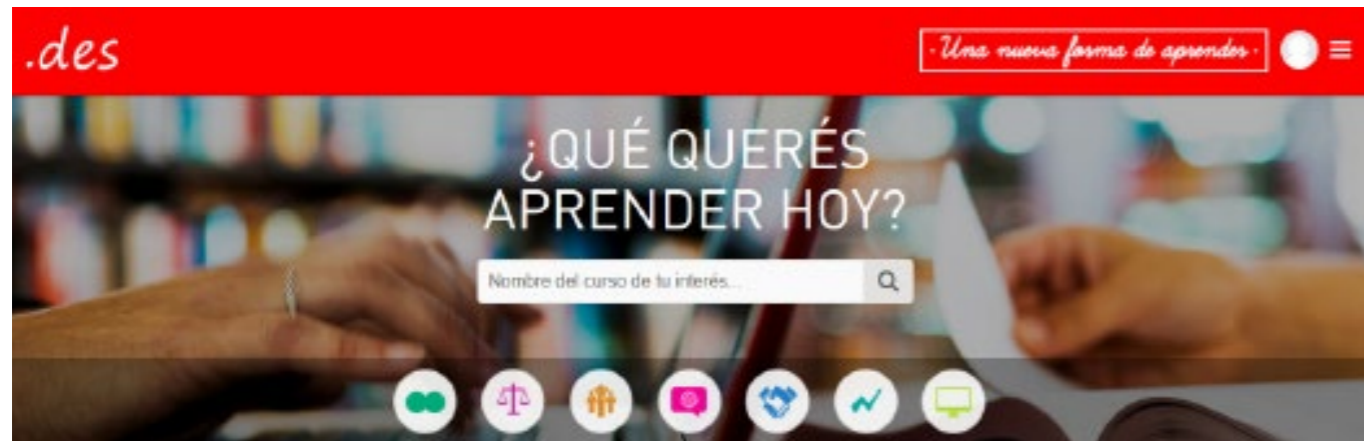 .des
· Una nueva forma de aprender ·
¿QUÉ QUERÉS
APRENDER HOY?
Nombre del curso de tu interés...